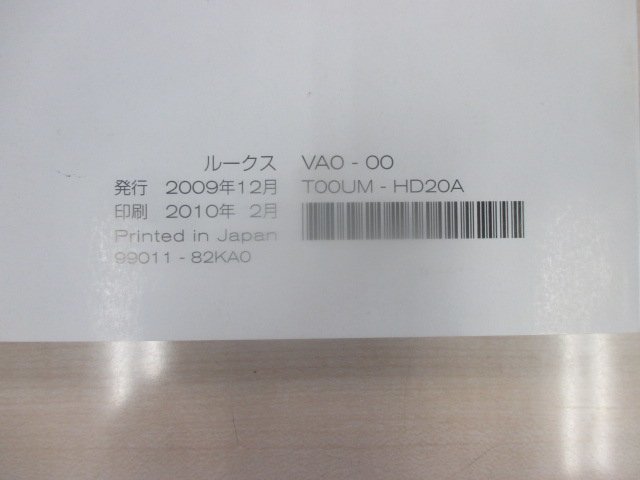 ルークス VA0 - 00
発行 2009年12月 T00UM - HD20A
印刷 2010年 2月
Printed in Japan
99011 - 82KA0